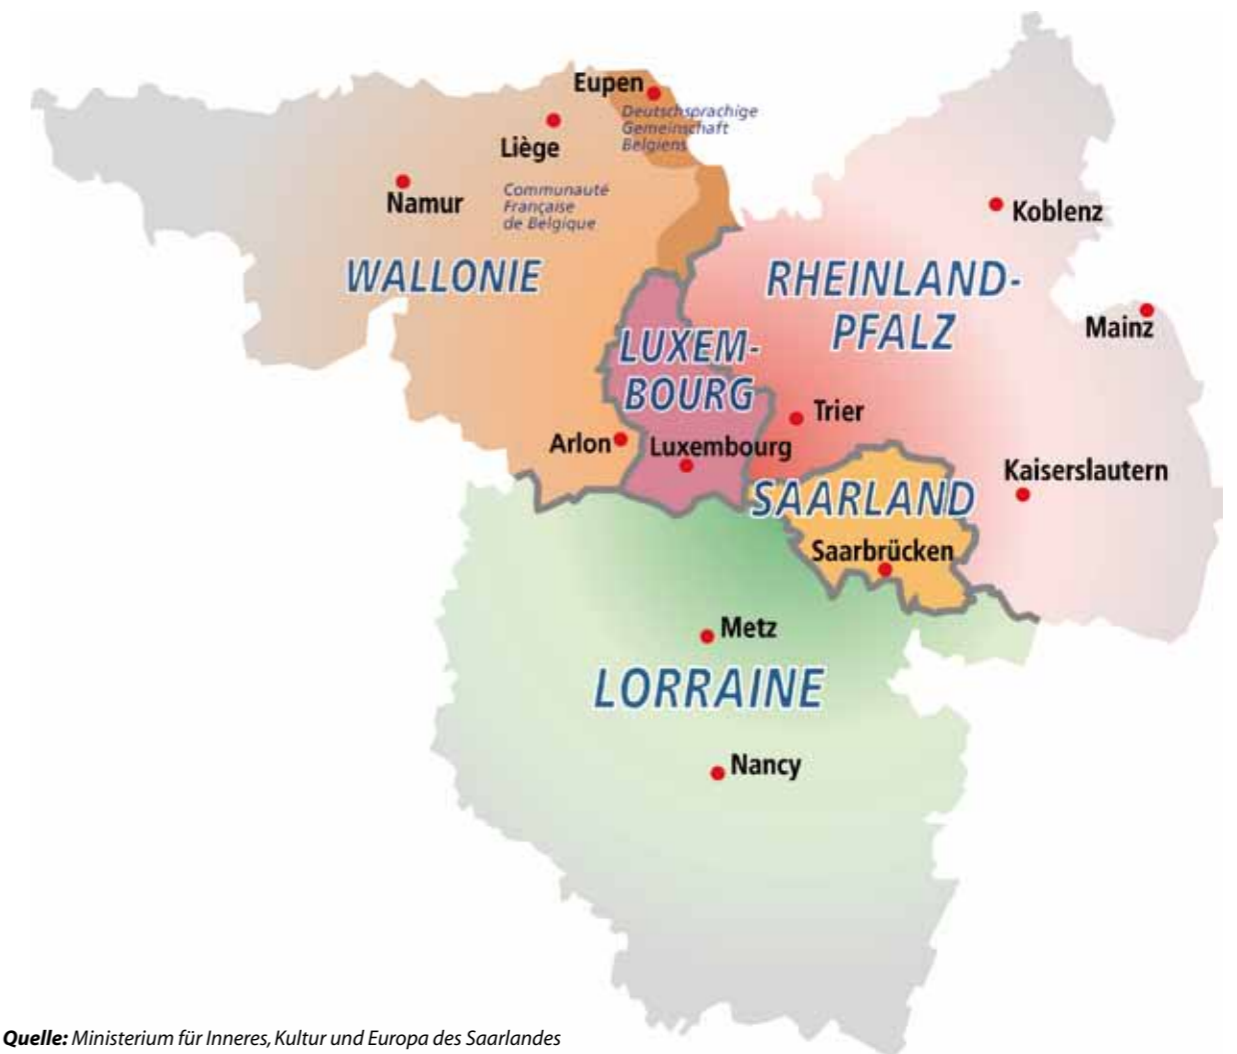 Eupen
Deutschsprachige
Gemeinschaft
Belgiens
Liège
Namur
Communauté
Française
de Belgique
WALLONIE
Koblenz
RHEINLAND-
PFALZ
Mainz
LUXEM-
BOURG
Trier
Arlon
Luxembourg
Kaiserslautern
SAARLAND
Saarbrücken
Metz
LORRAINE
Nancy
Quelle: Ministerium für Inneres, Kultur und Europa des Saarlandes